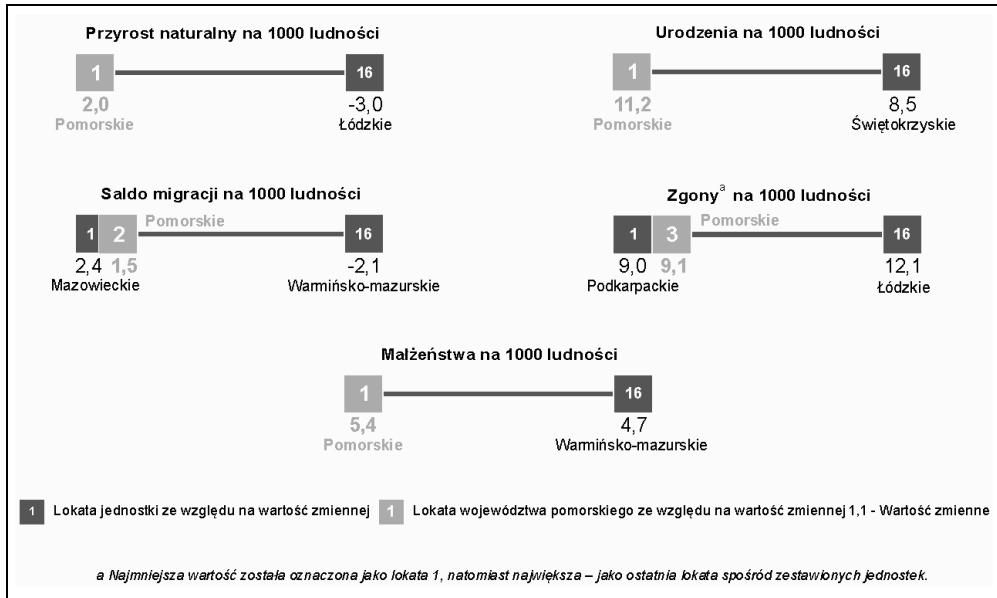 Przyrost naturalny na 1000 ludności
1 16
2,0 -3,0
Pomorskie Łódzkie
Urodzenia na 1000 ludności
1 16
11,2 8,5
Pomorskie Świętokrzyskie
Saldo migracji na 1000 ludności
1 2 Pomorskie 16
2,4 1,5 -2,1
Mazowieckie Warmińsko-mazurskie
Zgony a na 1000 ludności
1 3 Pomorskie 16
9,0 9,1 12,1
Podkarpackie Łódzkie
Małżeństwa na 1000 ludności
1 16
5,4 4,7
Pomorskie Warmińsko-mazurskie
1 Lokata jednostki ze względu na wartość zmiennej 1 Lokata województwa pomorskiego ze względu na wartość zmiennej 1,1 - Wartość zmienne
a Najmniejsza wartość została oznaczona jako lokata 1, natomiast największa – jako ostatnia lokata spośród zestawionych jednostek.